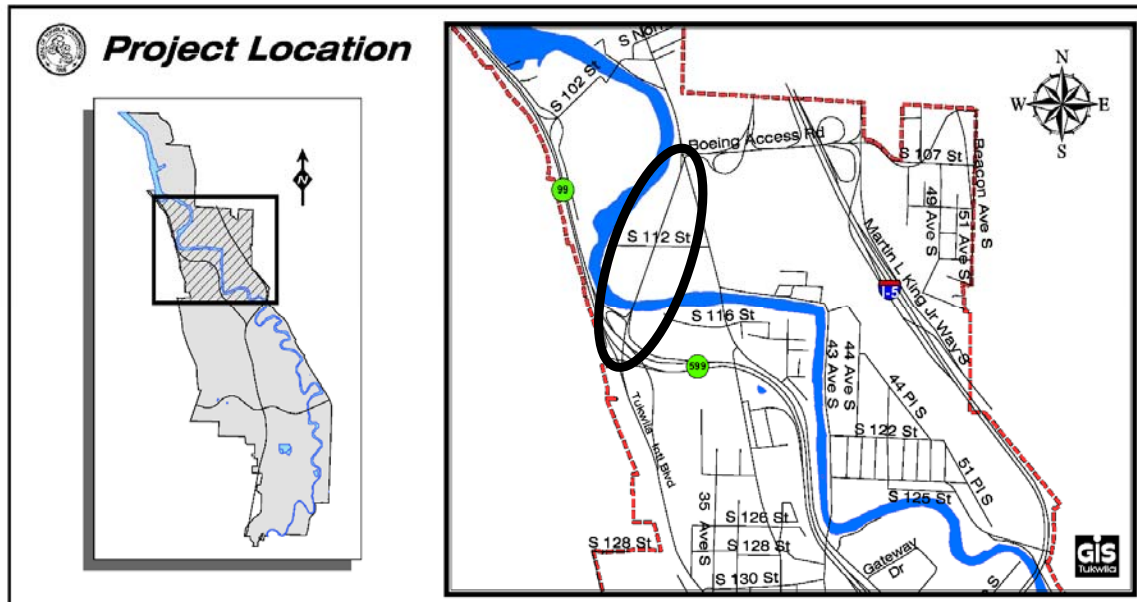 Project Location
N
S Nor
S 102 St
N
W
E
S
Boeing Access Rd
S 107 St
Beacon Ave S
99
49 Ave S
51 Ave S
S 112 St
Martin L King Jr Way S
I-5
S 116 St
44 Ave S
43 Ave S
599
44 Pl S
Tukwila Intl Blvd
S 122 St
51 Pl S
35 Ave S
S 125 St
S 126 St
S 128 St
S 128 St
S 130 St
Gateway Dr
S
GIS
Tukwila